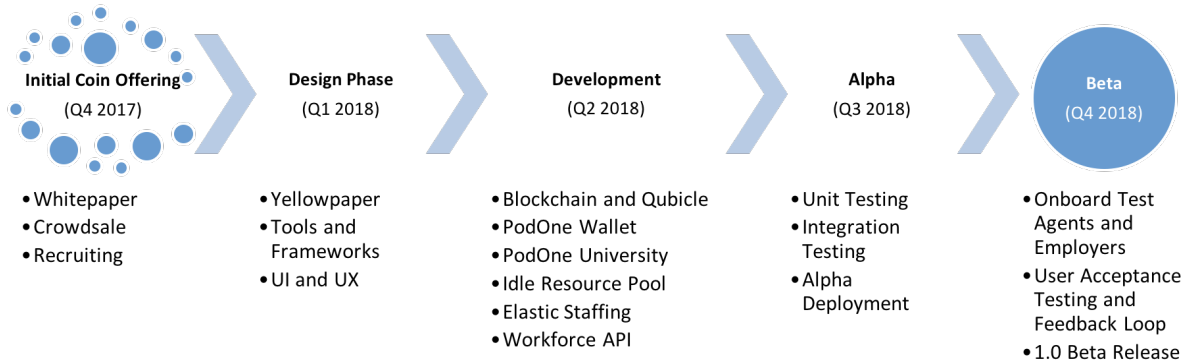 Initial Coin Offering
(Q4 2017)
Design Phase
(Q1 2018)
Development
(Q2 2018)
Alpha
(Q3 2018)
Beta
(Q4 2018)
•Whitepaper
•Crowdsale
•Recruiting
•Yellowpaper
•Tools and
Frameworks
•UI and UX
•Blockchain and Qubicle
•PodOne Wallet
•PodOne University
•Idle Resource Pool
•Elastic Staffing
•Workforce API
•Unit Testing
•Integration
Testing
•Alpha
Deployment
•Onboard Test
Agents and
Employers
•User Acceptance
Testing and
Feedback Loop
•1.0 Beta Release